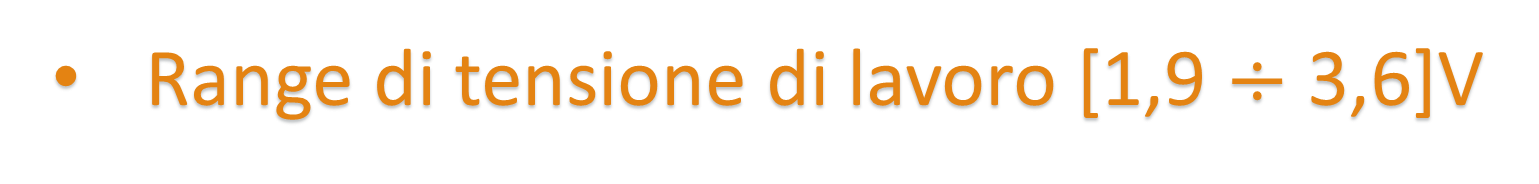 • Range di tensione di lavoro [1,9 ÷ 3,6]V